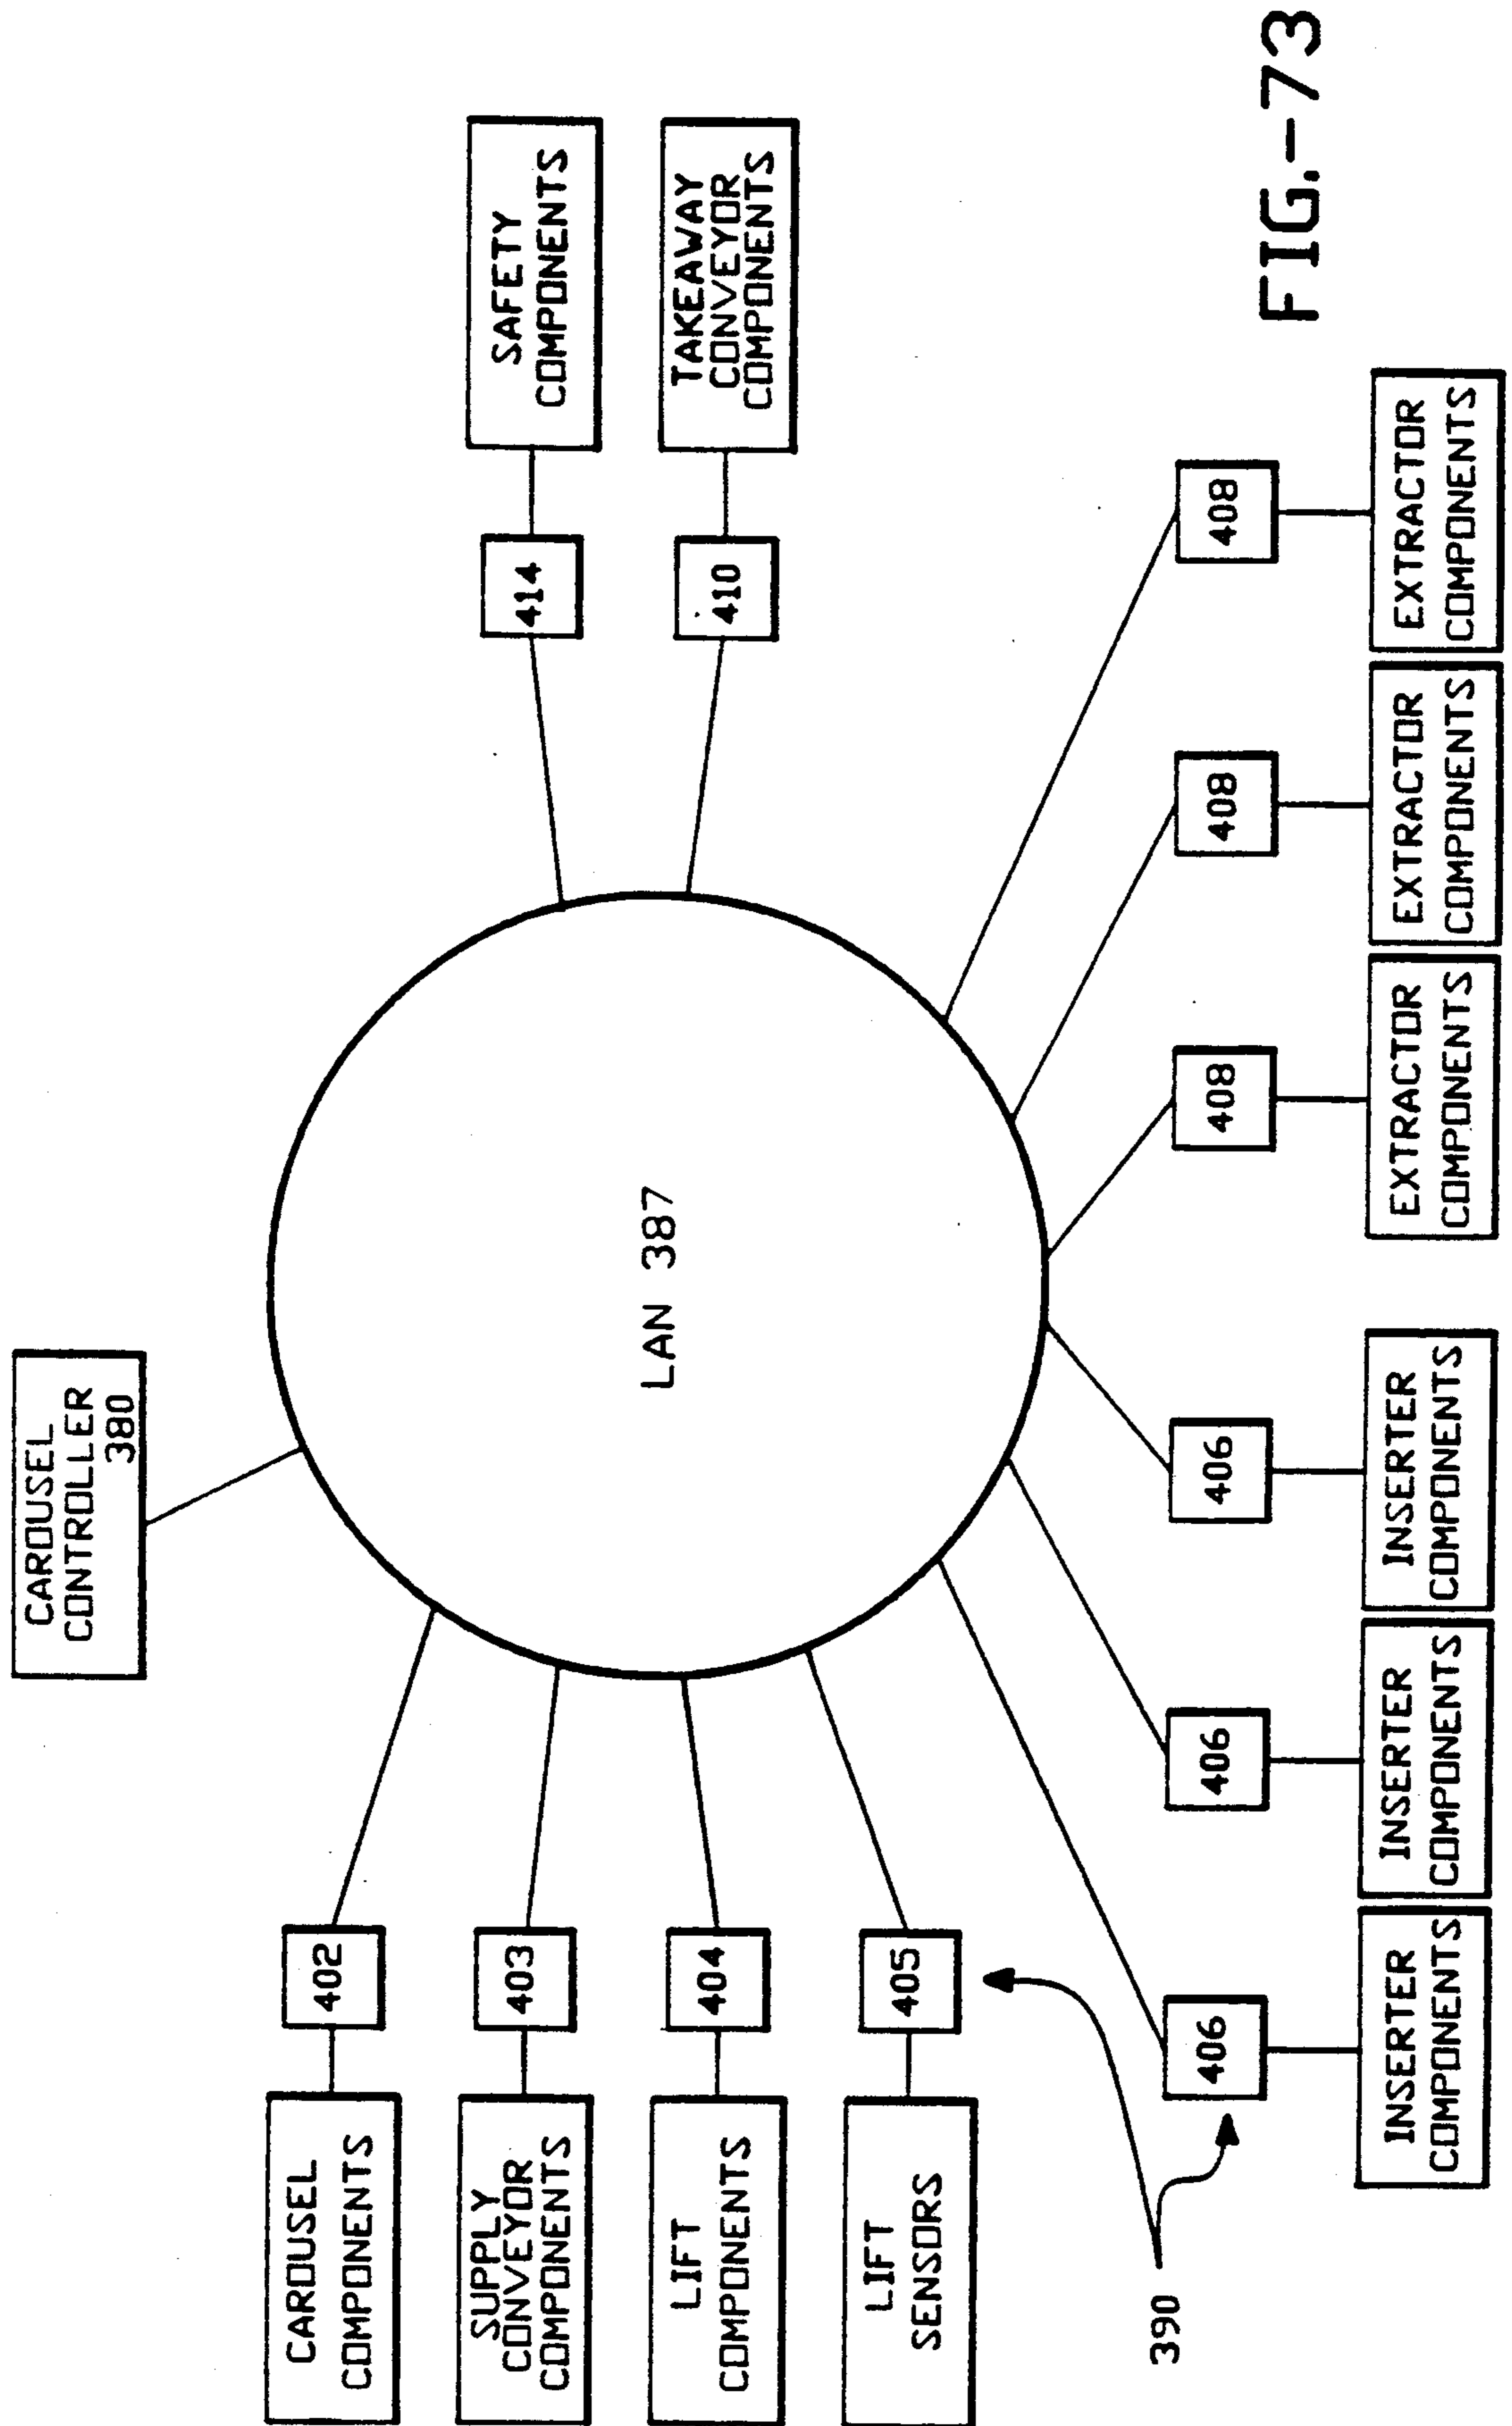 CAROUSEL
CONTROLLER
380
CAROUSEL
COMPONENTS
402
SUPPLY
CONVEYOR
COMPONENTS
403
LIFT
COMPONENTS
404
LIFT
SENSORS
405
390
LAN 387
414
SAFETY
COMPONENTS
410
TAKEAWAY
CONVEYOR
COMPONENTS
406
406
406
408
408
408
INSERTER
COMPONENTS
INSERTER
COMPONENTS
INSERTER
COMPONENTS
EXTRACTOR
COMPONENTS
EXTRACTOR
COMPONENTS
EXTRACTOR
COMPONENTS
FIG.-73